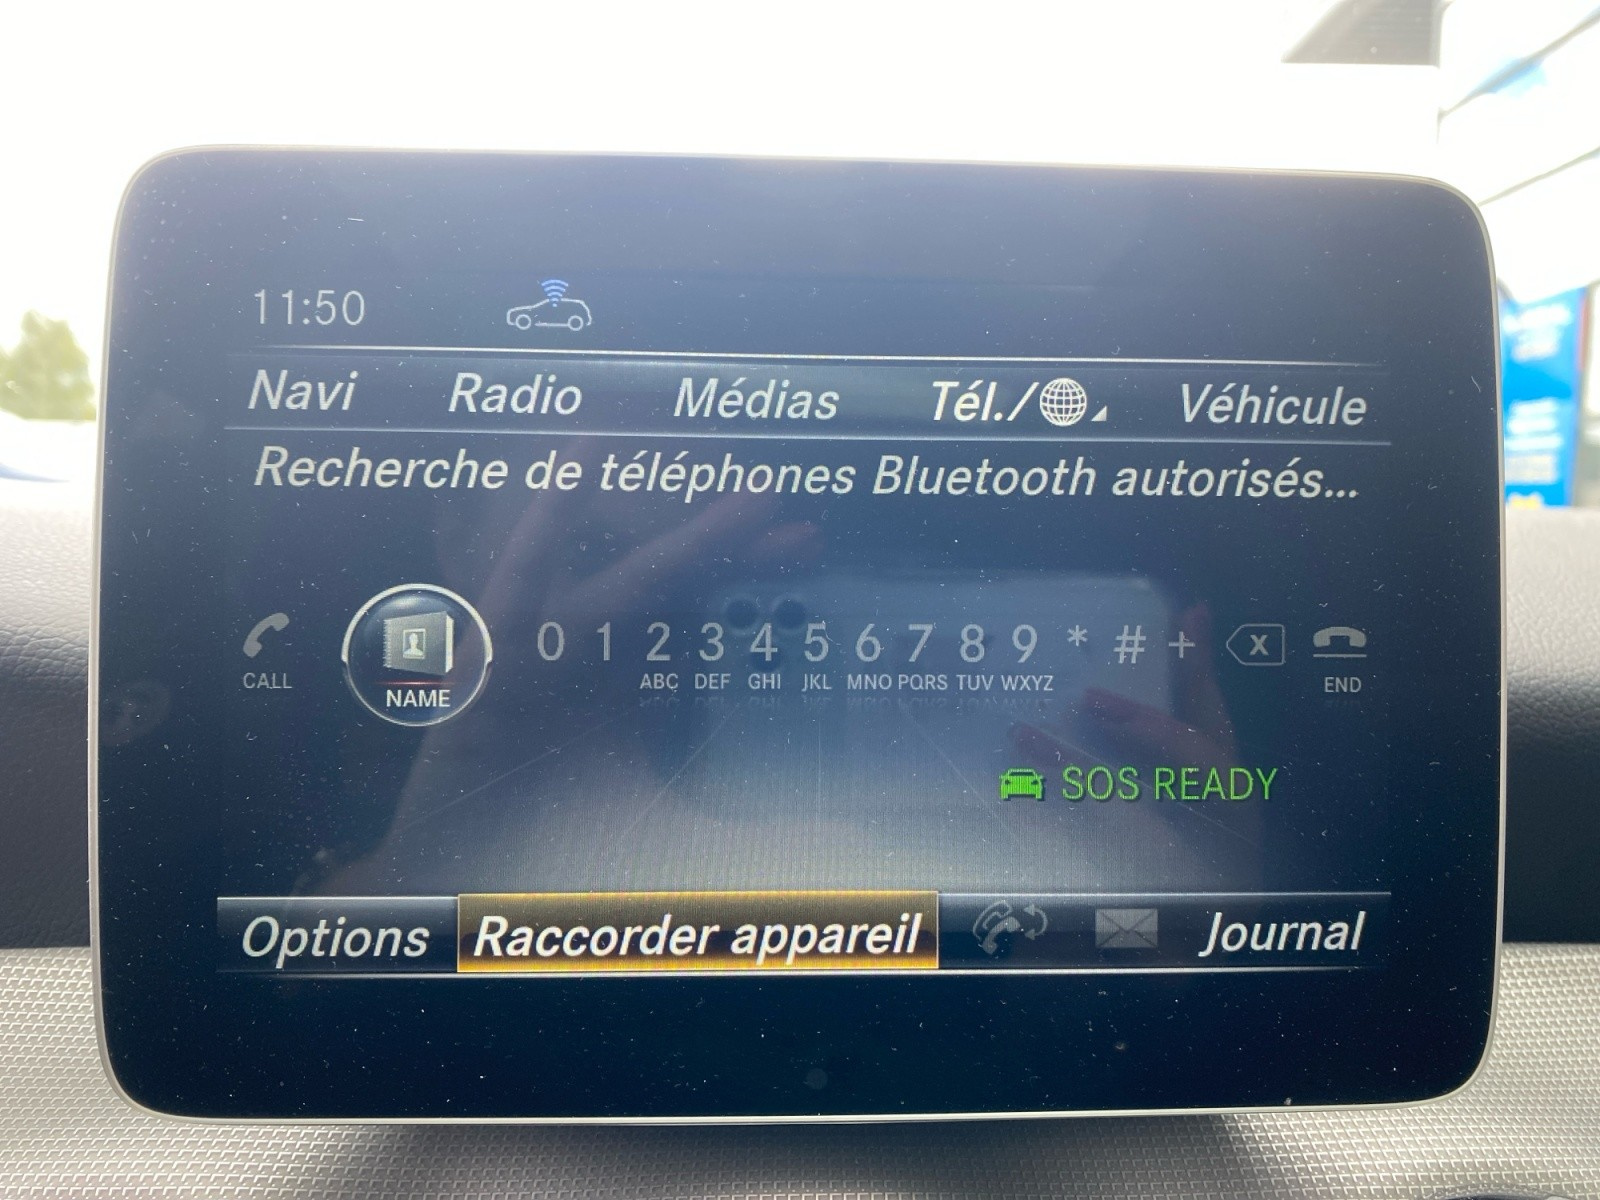 11:50
Navi Radio Médias Tél./ Véhicule
Recherche de téléphones Bluetooth autorisés...
0 1 2 3 4 5 6 7 8 9 * # + X
CALL NAME ABC DEF GHI JKL MNO PQRS TUV WXYZ END
SOS READY
Options Raccorder appareil Journal